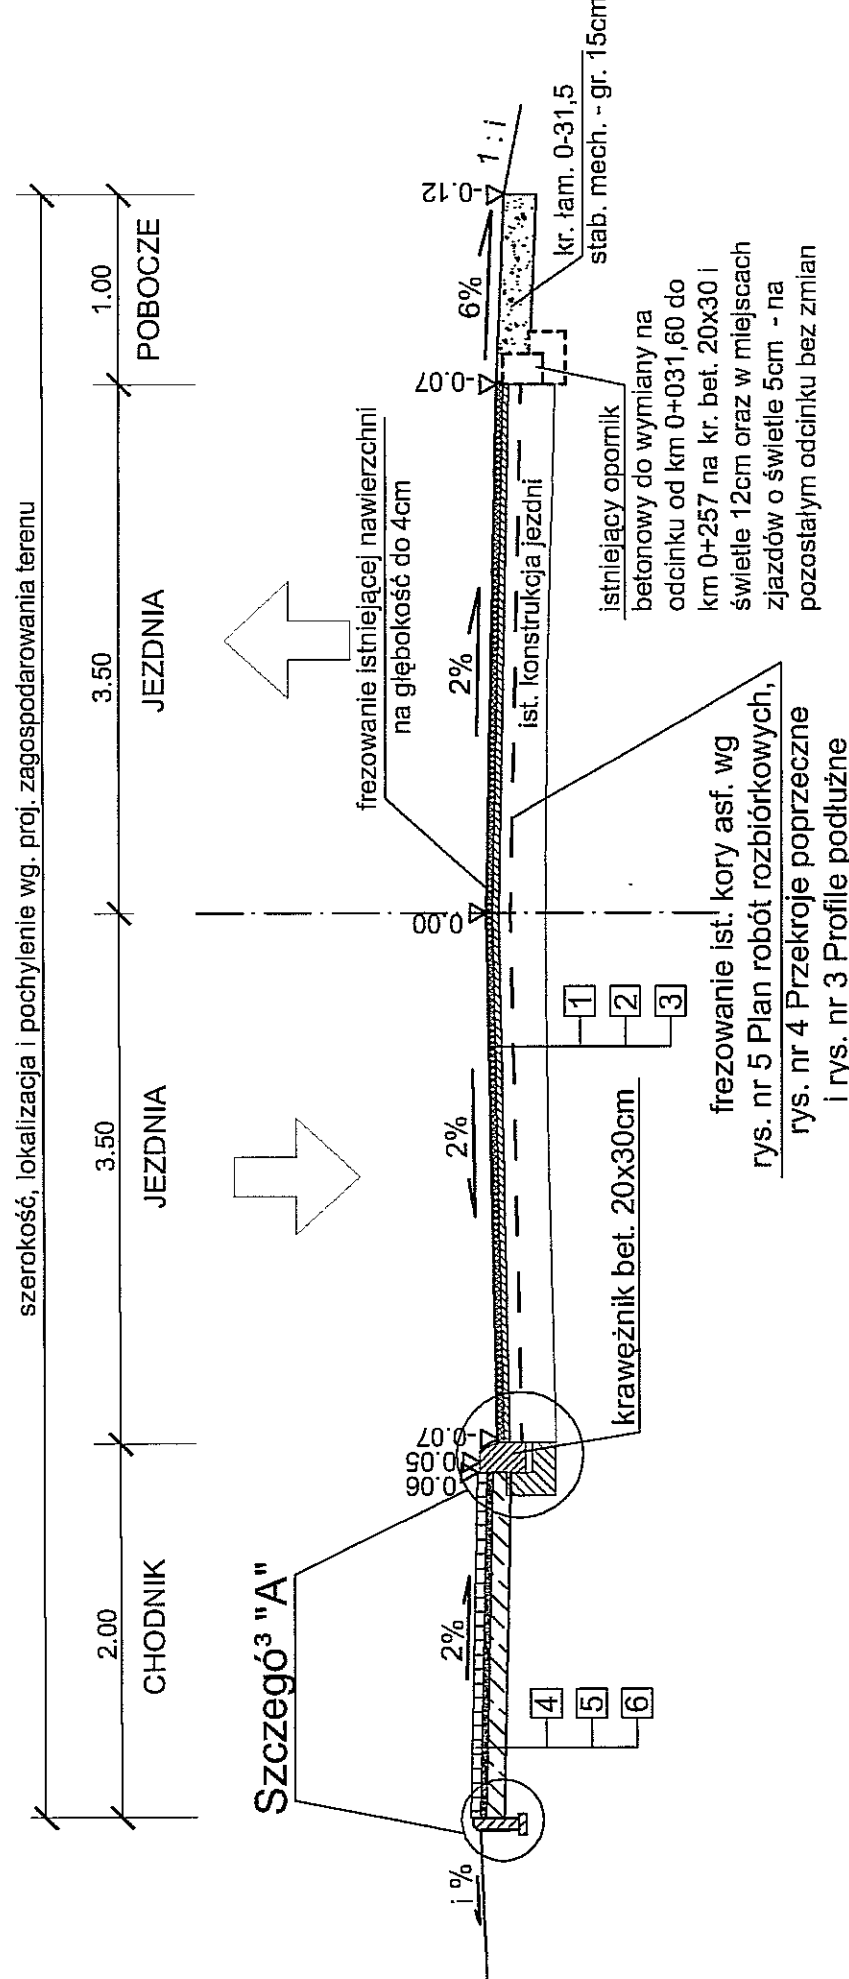 szerokość, lokalizacja i pochylenie wg. proj. zagospodarowania terenu
2.00
3.50
3.50
1.00
CHODNIK
JEZDNIA
JEZDNIA
POBOCZE
Szczegó³ "A"
frezowanie istniejącej nawierzchni
na głębokość do 4cm
i %
2%
0.06
0.05
-0.07
2%
0.00
2%
-0.07
6%
-0.12
1 : i
4
5
6
1
2
3
ist. konstrukcja jezdni
kr. łam. 0-31,5
stab. mech. - gr. 15cm
krawężnik bet. 20x30cm
istniejący opornik
betonowy do wymiany na
odcinku od km 0+031,60 do
km 0+257 na kr. bet. 20x30 i
świetle 12cm oraz w miejscach
zjazdów o świetle 5cm - na
pozostałym odcinku bez zmian
frezowanie ist. kory asf. wg
rys. nr 5 Plan robót rozbiórkowych,
rys. nr 4 Przekroje poprzeczne
i rys. nr 3 Profile podłużne